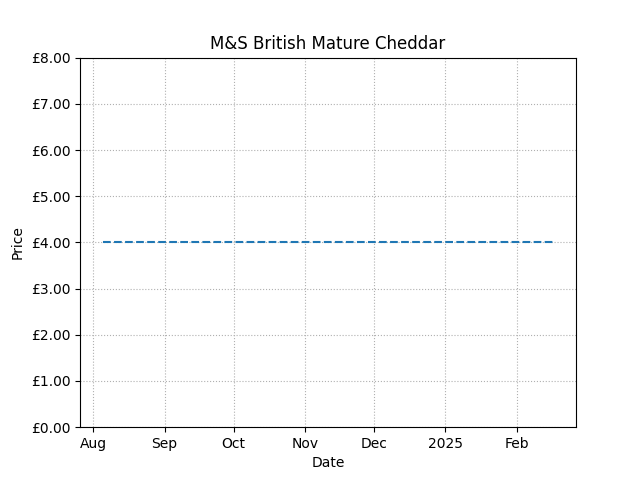 M&S British Mature Cheddar
£8.00
£7.00
£6.00
£5.00
£4.00
£3.00
£2.00
£1.00
£0.00
Price
Aug Sep Oct Nov Dec 2025 Feb
Date